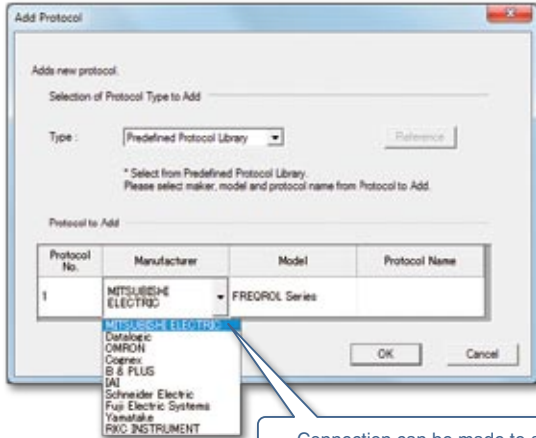 Add Protocol
Adds new protocol.
Selection of Protocol Type to Add
Type :
Predefined Protocol Library
Reference
* Select from Predefined Protocol Library.
Please select maker, model and protocol name from Protocol to Add.
Protocol to Add
Protocol No.
Manufacturer
Model
Protocol Name
1
MITSUBISHI ELECTRIC
FREQROL Series
MITSUBISHI ELECTRIC
Datalogic
OMRON
Cognex
B & PLUS
IAI
Schneider Electric
Fuji Electric Systems
Yamatake
RKC INSTRUMENT
OK
Cancel
Connection can be made to